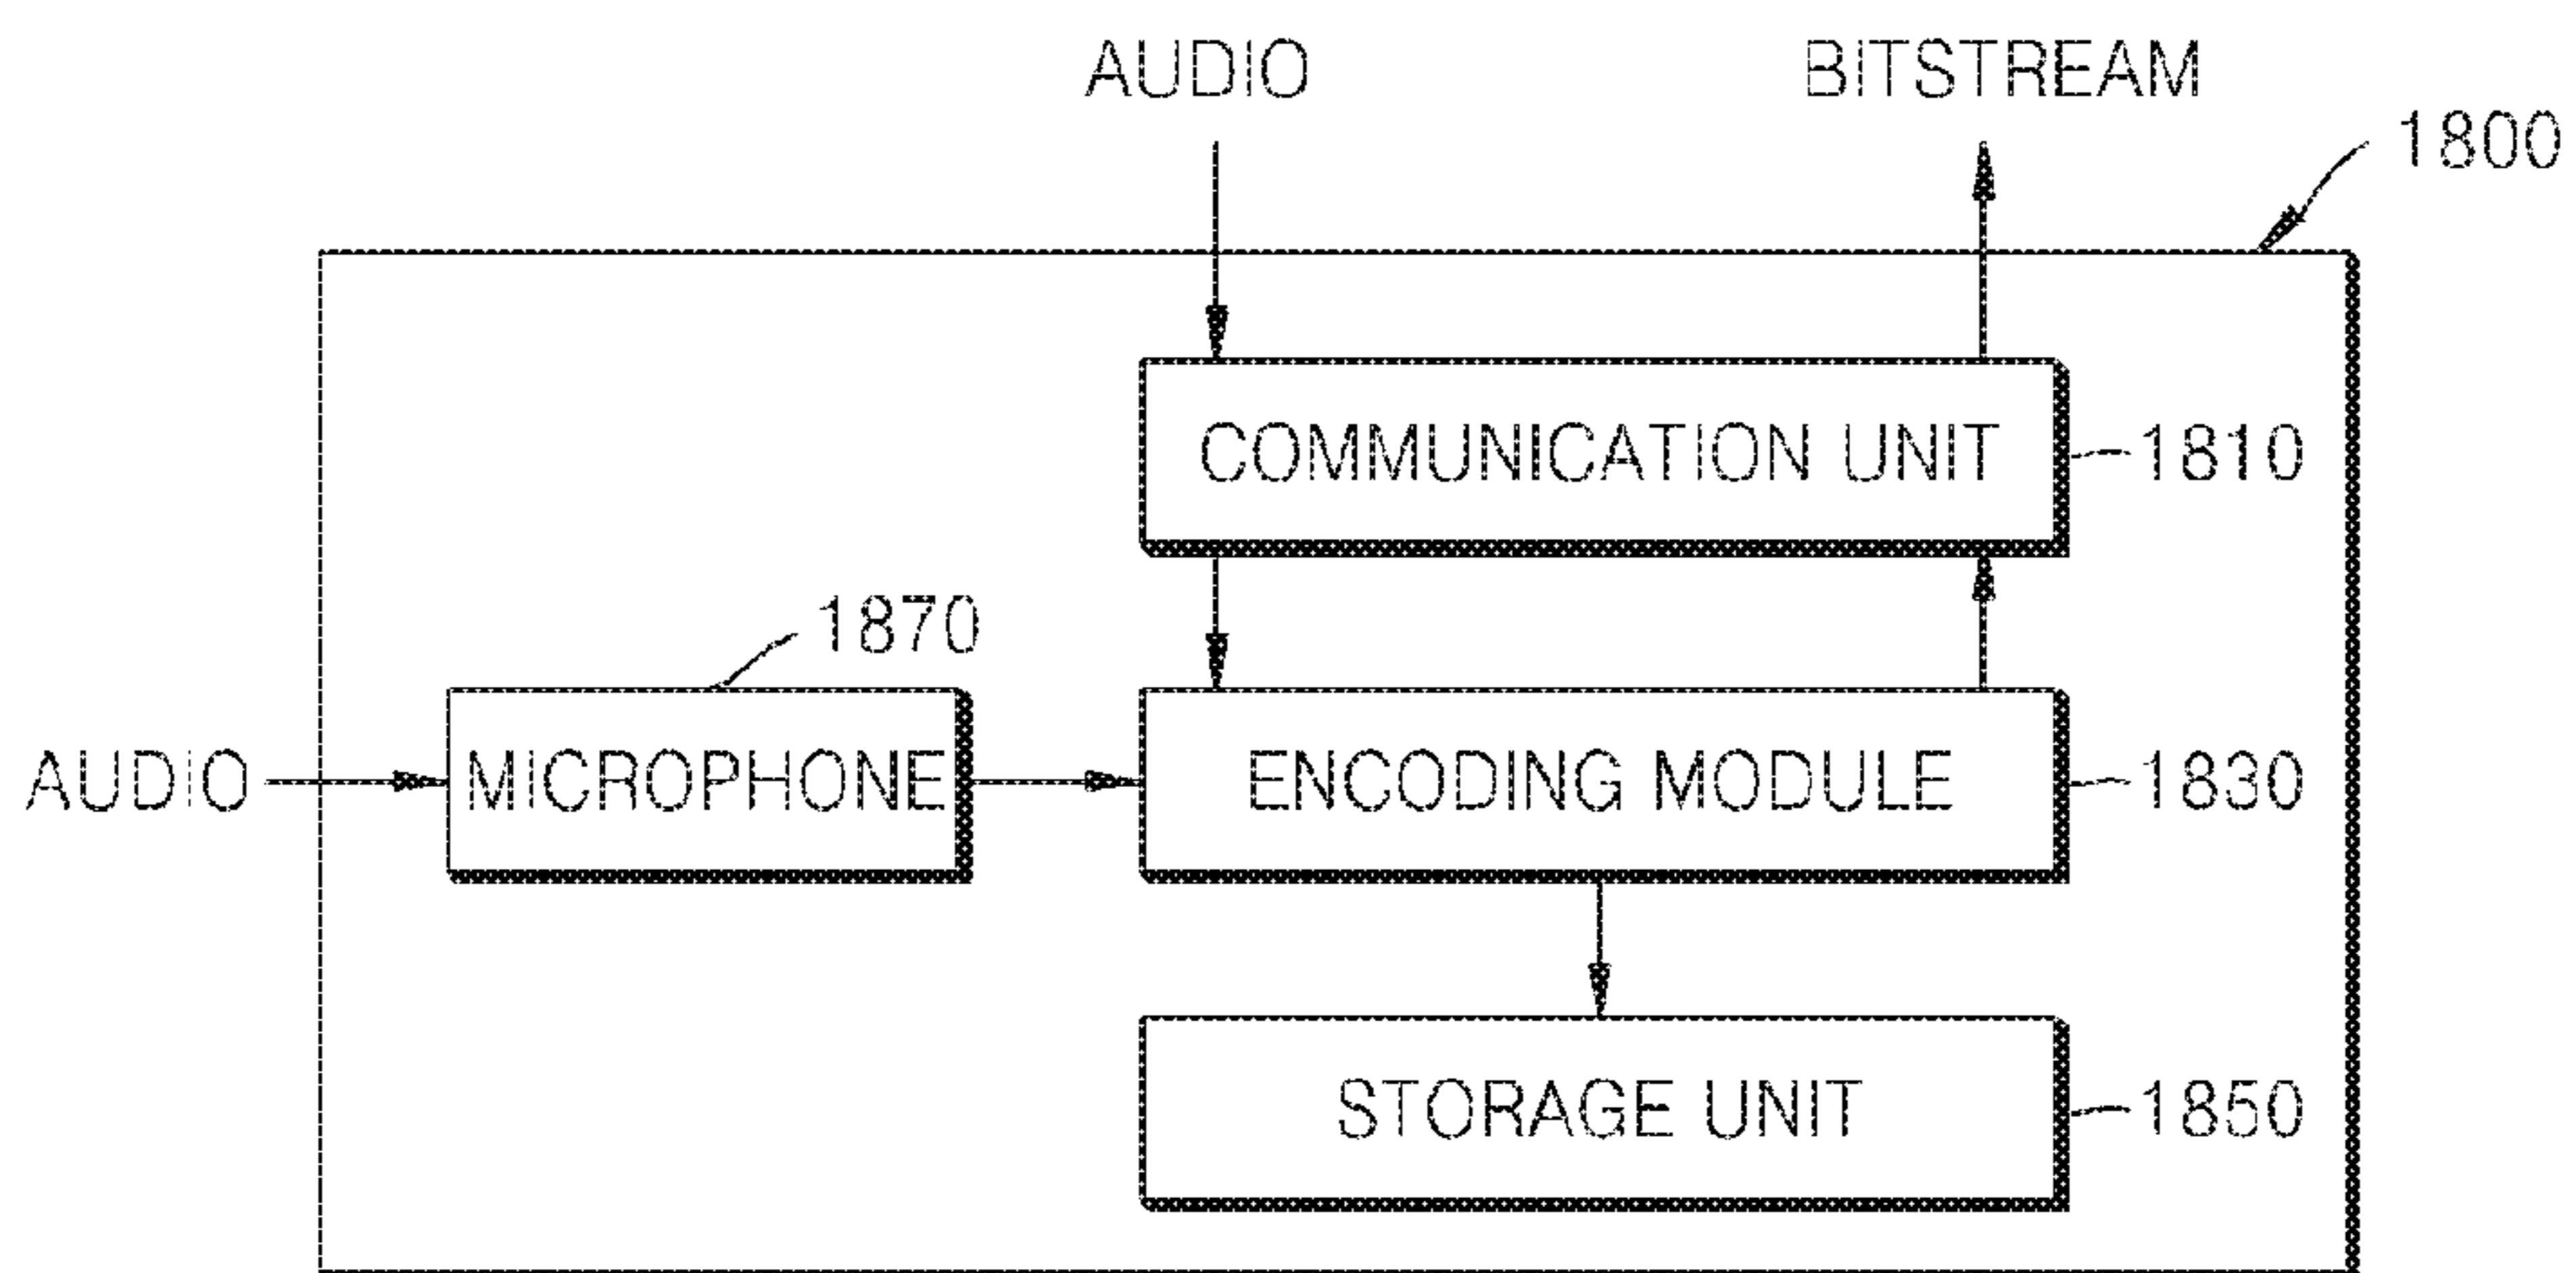 AUDIO
BITSTREAM
1800
COMMUNICATION UNIT
1810
1870
AUDIO
MICROPHONE
ENCODING MODULE
1830
STORAGE UNIT
1850